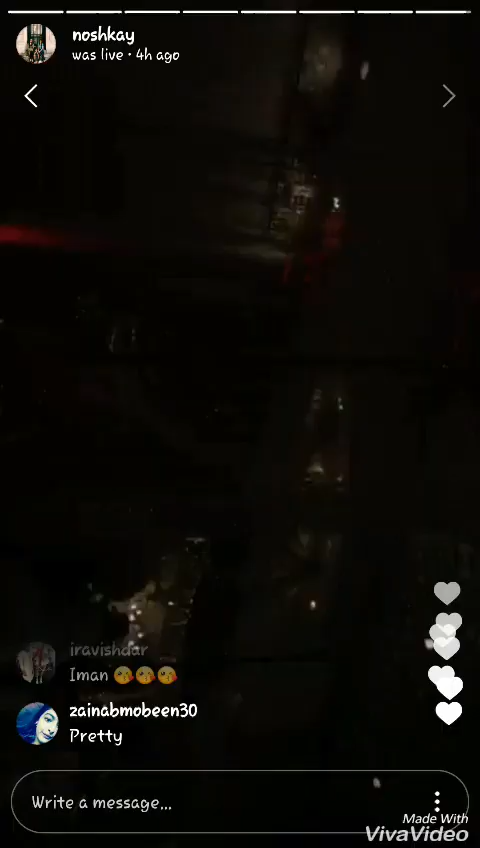 noshkay
was live • 4h ago
iravishdar
Iman 😘😘😘
zainabmobeen30
Pretty
Write a message...
Made With
VivaVideo